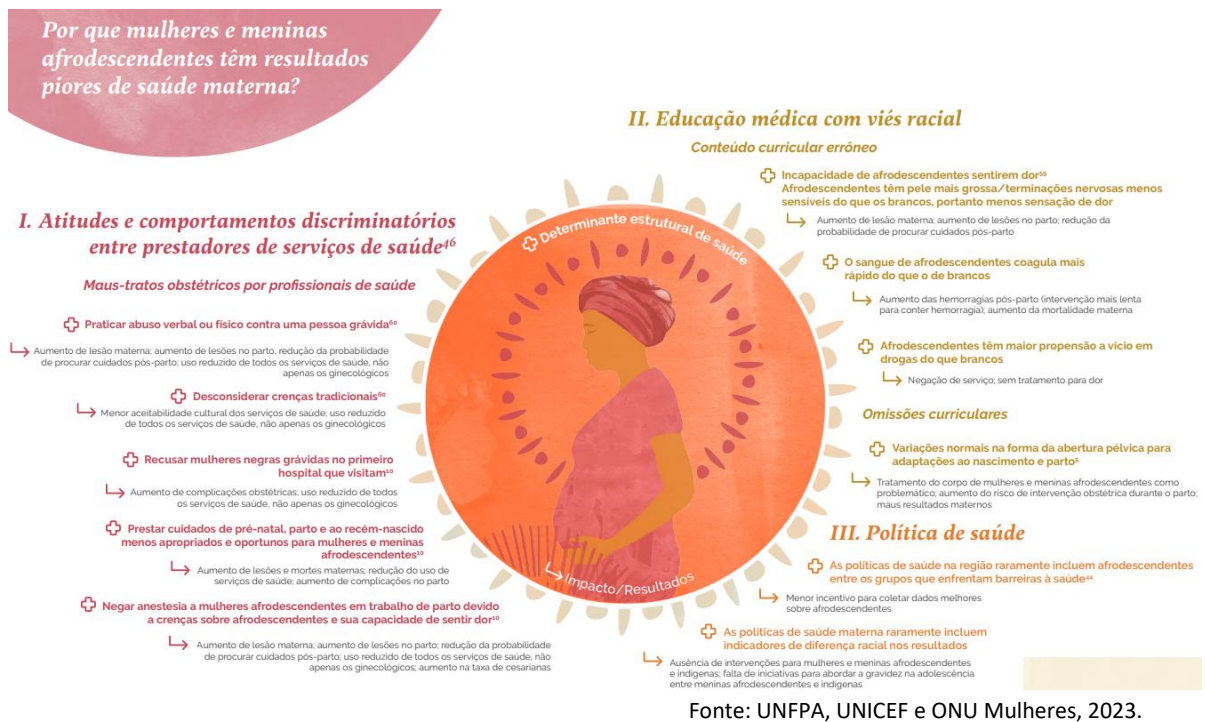 Por que mulheres e meninas
afrodescendentes têm resultados
piores de saúde materna?
I. Atitudes e comportamentos discriminatórios
entre prestadores de serviços de saúde⁴⁶
Maus-tratos obstétricos por profissionais de saúde
Praticar abuso verbal ou físico contra uma pessoa grávida⁶⁰
Aumento de lesão materna; aumento de lesões no parto, redução da probabilidade
de procurar cuidados pós-parto; uso reduzido de todos os serviços de saúde, não
apenas os ginecológicos
Desconsiderar crenças tradicionais⁶⁰
Menor aceitabilidade cultural dos serviços de saúde; uso reduzido
de todos os serviços de saúde, não apenas os ginecológicos
Recusar mulheres negras grávidas no primeiro
hospital que visitam¹⁰
Aumento de complicações obstétricas; uso reduzido de todos
os serviços de saúde, não apenas os ginecológicos
Prestar cuidados de pré-natal, parto e ao recém-nascido
menos apropriados e oportunos para mulheres e meninas
afrodescendentes¹⁰
Aumento de lesões e mortes maternas; redução do uso de
serviços de saúde; aumento de complicações no parto
Negar anestesia a mulheres afrodescendentes em trabalho de parto devido
a crenças sobre afrodescendentes e sua capacidade de sentir dor¹⁰
Aumento de lesão materna; aumento de lesões no parto; redução da probabilidade
de procurar cuidados pós-parto; uso reduzido de todos os serviços de saúde, não
apenas os ginecológicos; aumento na taxa de cesarianas
Determinante estrutural de saúde
Impacto/Resultados
II. Educação médica com viés racial
Conteúdo curricular errôneo
Incapacidade de afrodescendentes sentirem dor⁵⁹
Afrodescendentes têm pele mais grossa/terminações nervosas menos
sensíveis do que os brancos, portanto menos sensação de dor
Aumento de lesão materna; aumento de lesões no parto; redução da
probabilidade de procurar cuidados pós-parto
O sangue de afrodescendentes coagula mais
rápido do que o de brancos
Aumento das hemorragias pós-parto (intervenção mais lenta
para conter hemorragia); aumento da mortalidade materna
Afrodescendentes têm maior propensão a vício em
drogas do que brancos
Negação de serviço; sem tratamento para dor
Omissões curriculares
Variações normais na forma da abertura pélvica para
adaptações ao nascimento e parto⁵
Tratamento do corpo de mulheres e meninas afrodescendentes como
problemático; aumento do risco de intervenção obstétrica durante o parto;
maus resultados maternos
III. Política de saúde
As políticas de saúde na região raramente incluem afrodescendentes
entre os grupos que enfrentam barreiras à saúde⁴⁴
Menor incentivo para coletar dados melhores
sobre afrodescendentes
As políticas de saúde materna raramente incluem
indicadores de diferença racial nos resultados
Ausência de intervenções para mulheres e meninas afrodescendentes
e indígenas; falta de iniciativas para abordar a gravidez na adolescência
entre meninas afrodescendentes e indígenas
Fonte: UNFPA, UNICEF e ONU Mulheres, 2023.